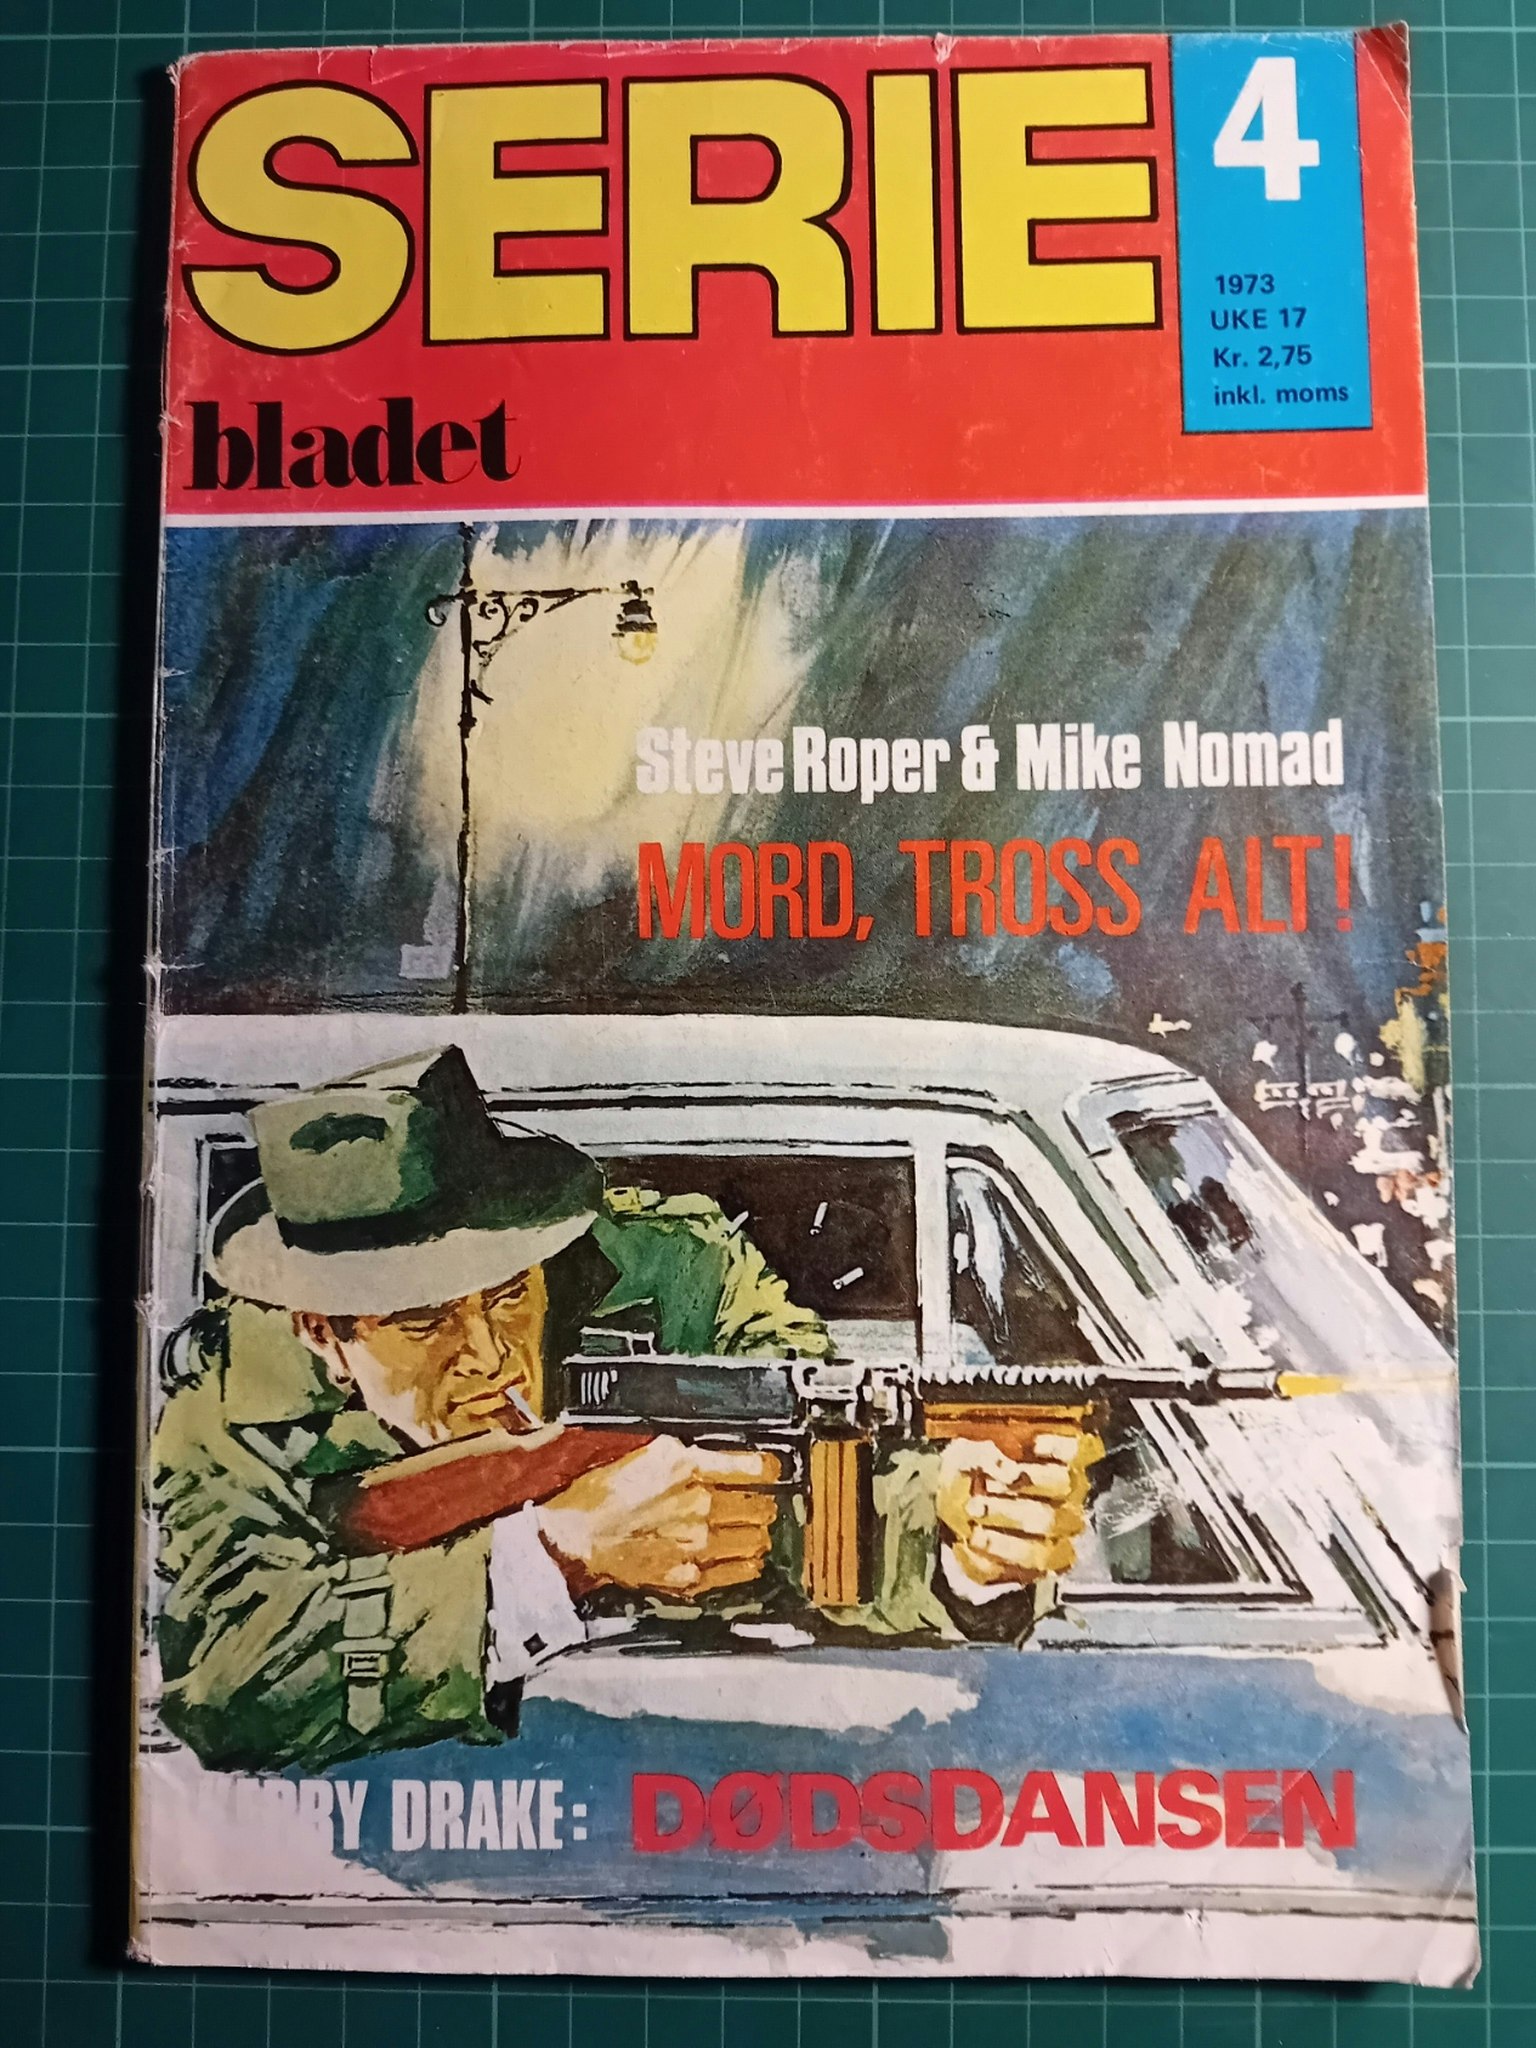 SERIE
bladet
4
1973
UKE 17
Kr. 2,75
inkl. moms
Steve Roper & Mike Nomad
MORD, TROSS ALT!
KERRY DRAKE: DØDSDANSEN